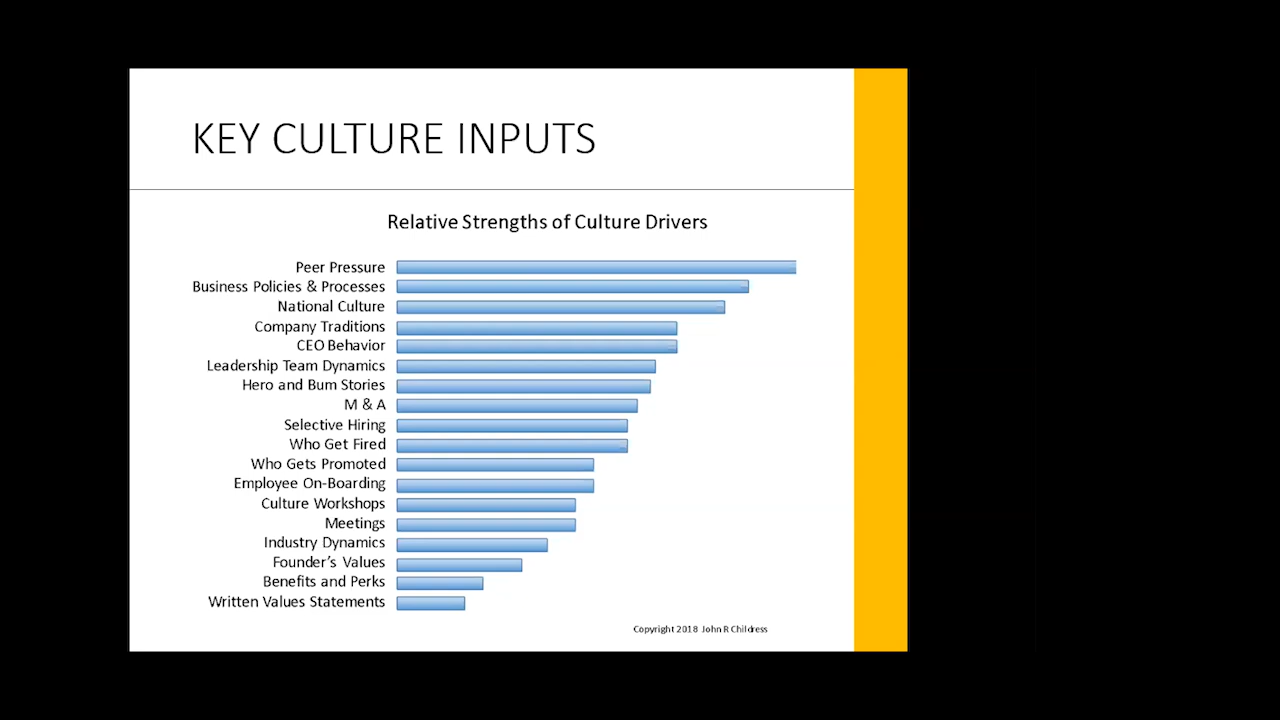 KEY CULTURE INPUTS
Relative Strengths of Culture Drivers
Peer Pressure
Business Policies & Processes
National Culture
Company Traditions
CEO Behavior
Leadership Team Dynamics
Hero and Bum Stories
M & A
Selective Hiring
Who Get Fired
Who Gets Promoted
Employee On-Boarding
Culture Workshops
Meetings
Industry Dynamics
Founder’s Values
Benefits and Perks
Written Values Statements
Copyright 2018 John R Childress